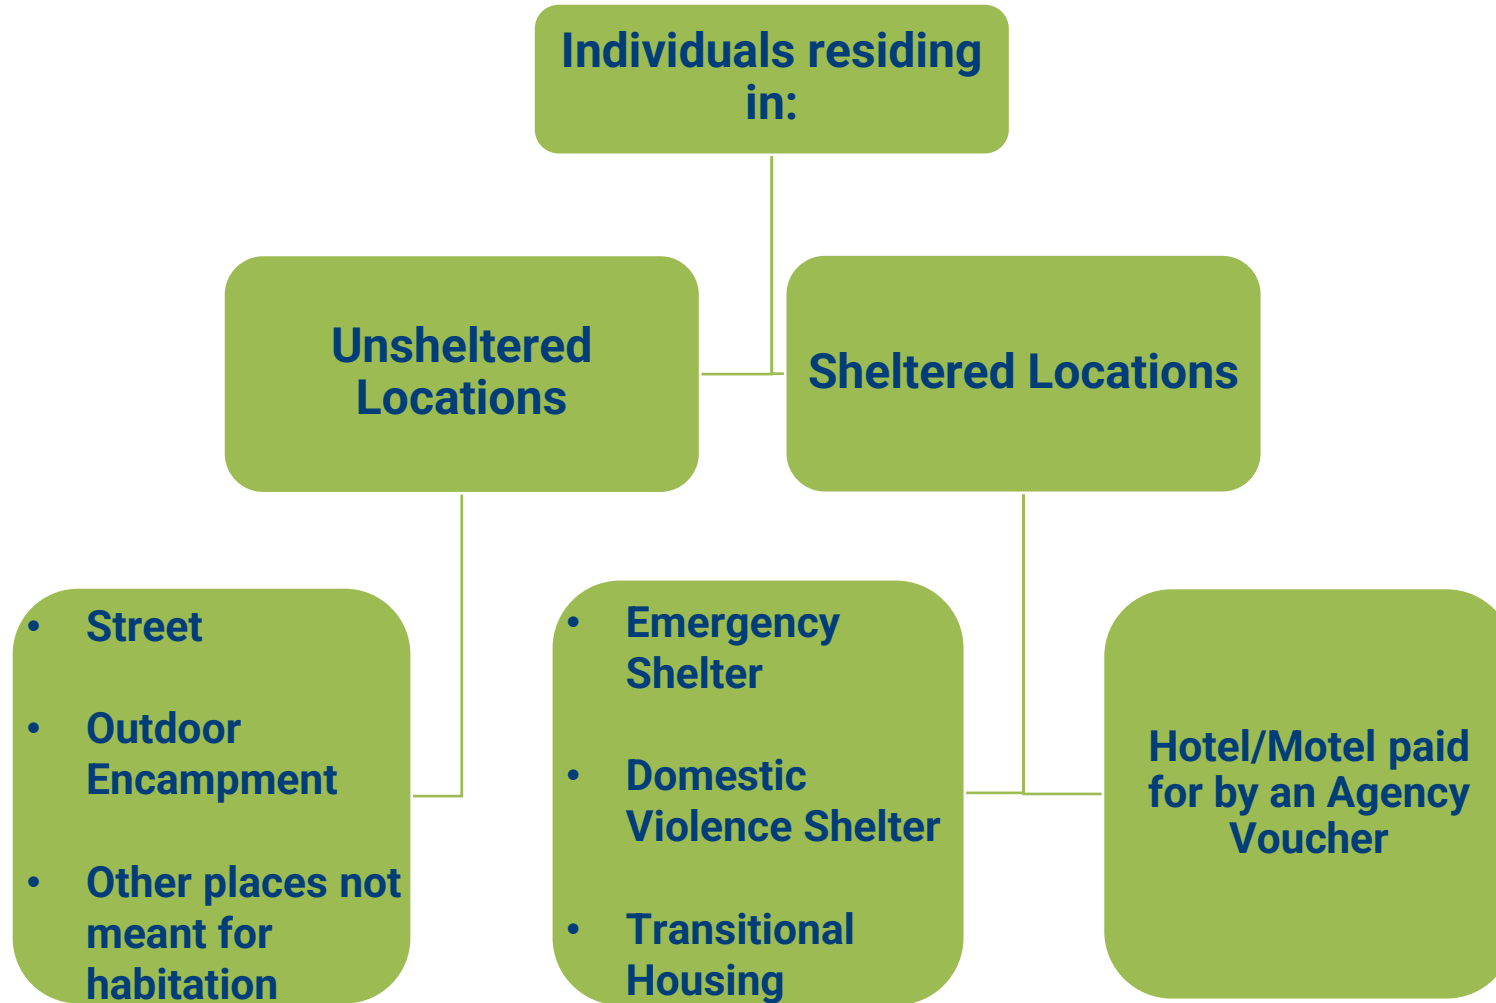 Individuals residing
in:
Unsheltered
Locations
Sheltered Locations
• Street
• Outdoor
Encampment
• Other places not
meant for
habitation
• Emergency
Shelter
• Domestic
Violence Shelter
• Transitional
Housing
Hotel/Motel paid
for by an Agency
Voucher